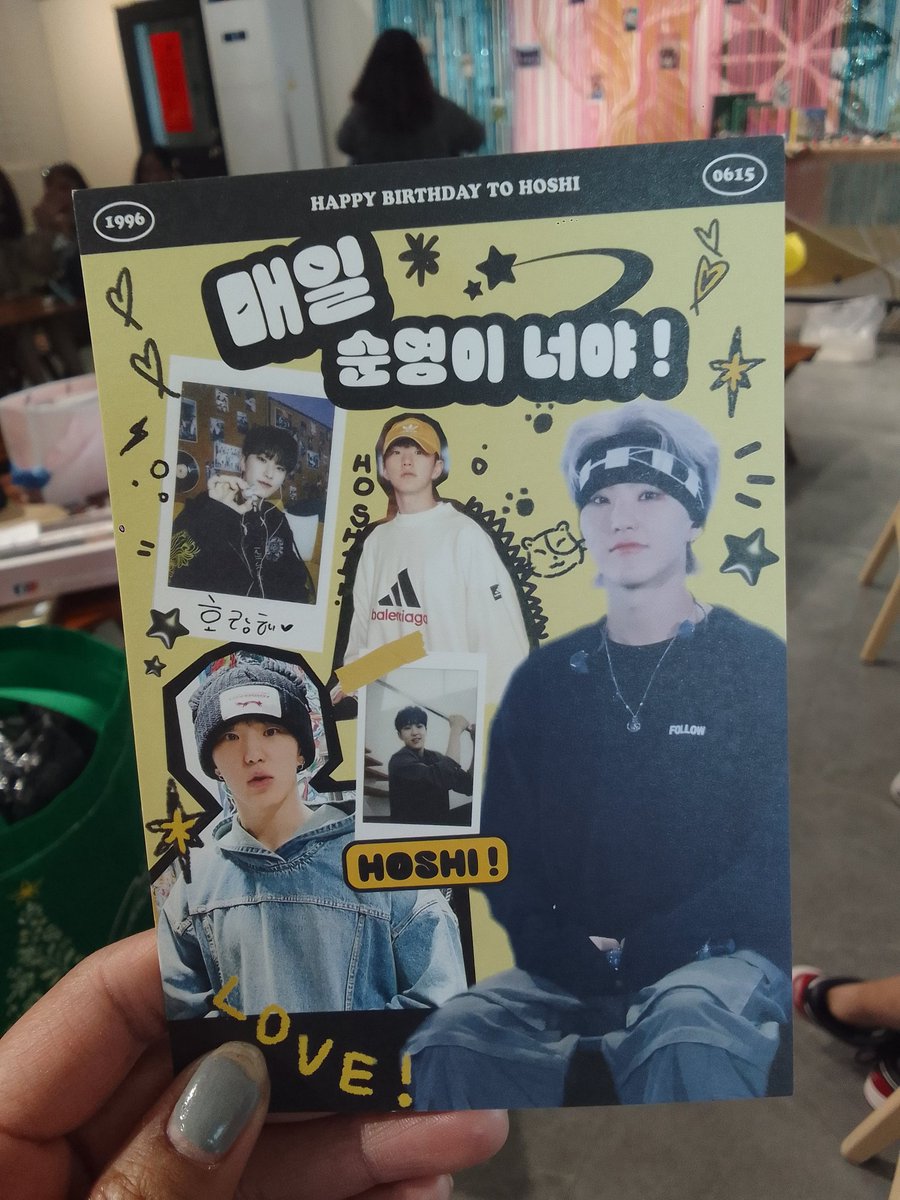 1996
HAPPY BIRTHDAY TO HOSHI
0615
매일
순영이 너야!
HOSHI
호랑해♥
balenciaga
FOLLOW
HOSHI!
LOVE!